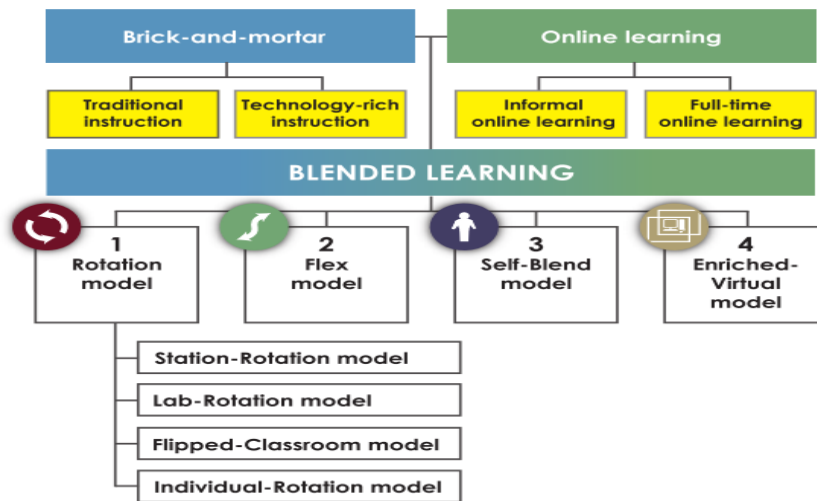 Brick-and-mortar
Online learning
Traditional
instruction
Technology-rich
instruction
Informal
online learning
Full-time
online learning
BLENDED LEARNING
1
Rotation
model
2
Flex
model
3
Self-Blend
model
4
Enriched-
Virtual
model
Station-Rotation model
Lab-Rotation model
Flipped-Classroom model
Individual-Rotation model